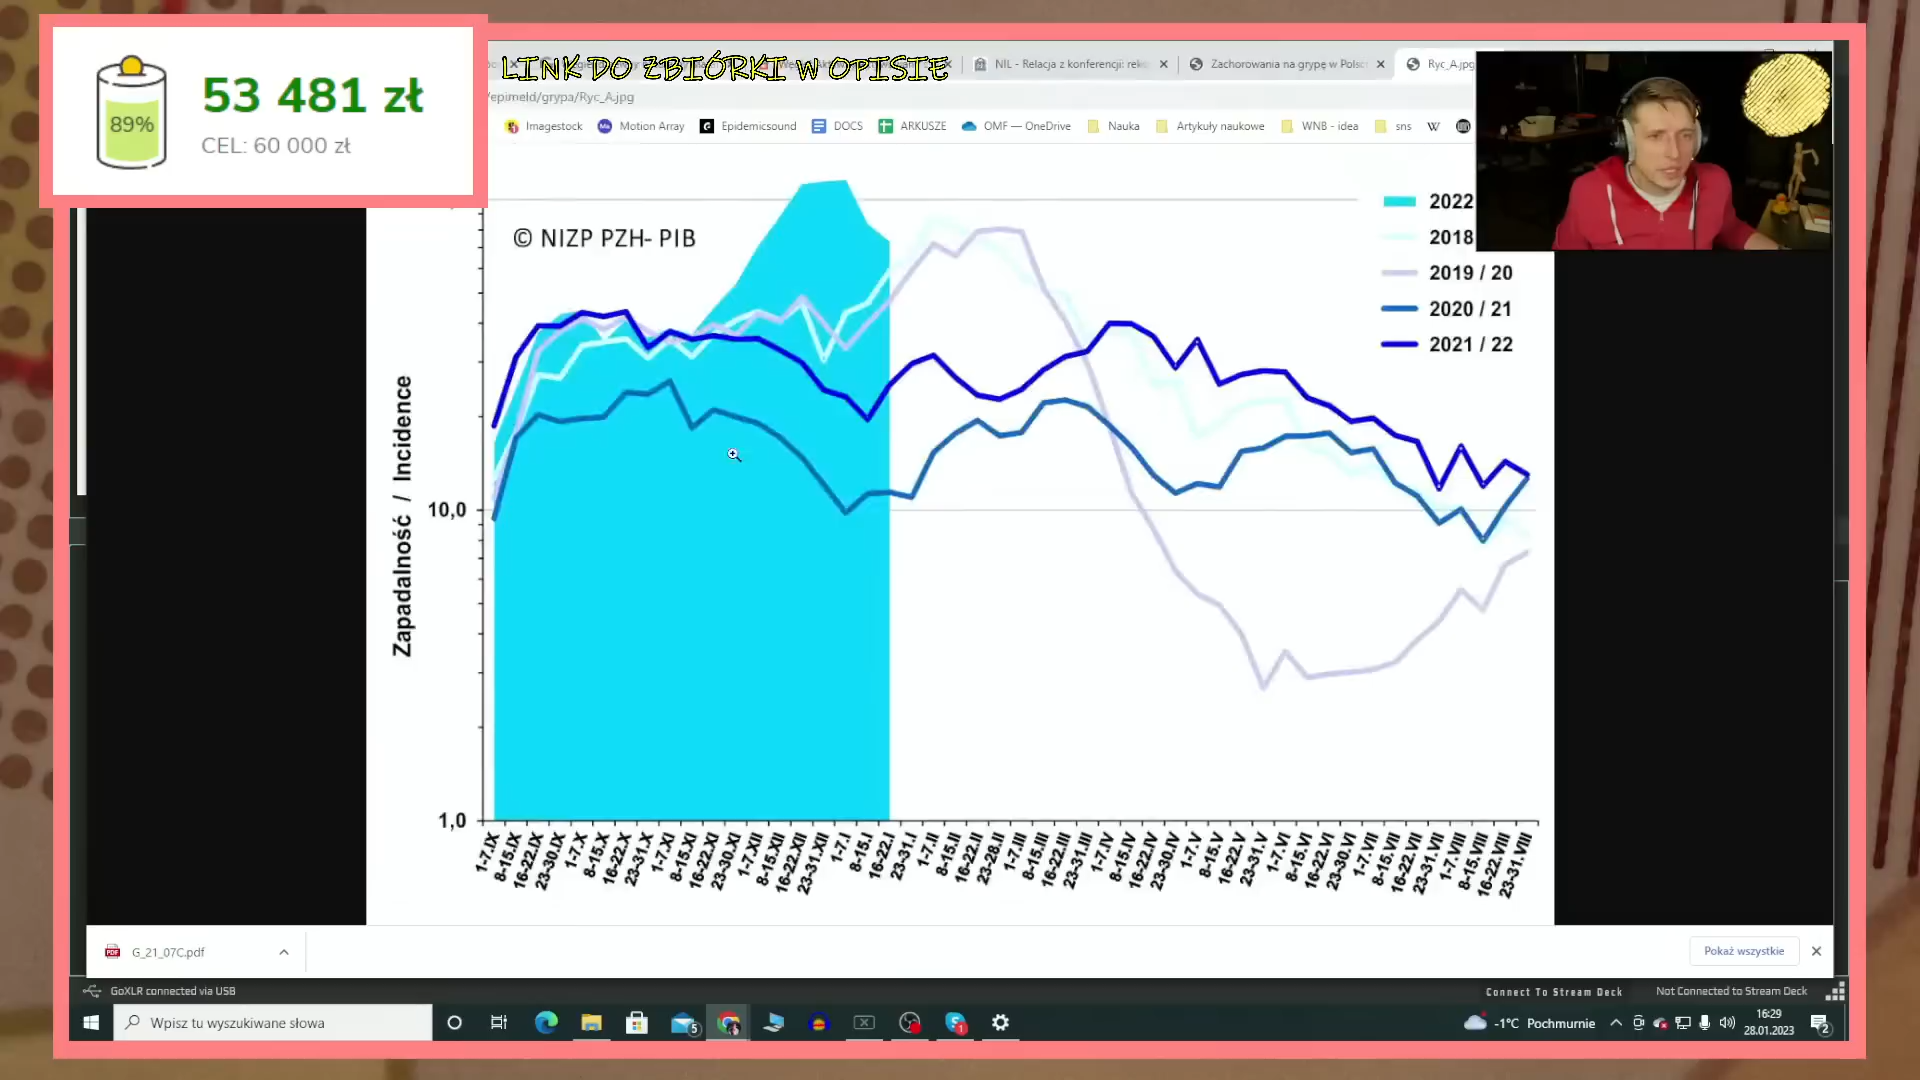 89%
53 481 zł
CEL: 60 000 zł
LINK DO ZBIÓRKI W OPISIE
NIL - Relacja z konferencji: reko
Zachorowania na grypę w Polsc
Ryc_A.jpg
/epimeld/grypa/Ryc_A.jpg
Imagestock
Motion Array
Epidemicsound
DOCS
ARKUSZE
OMF — OneDrive
Nauka
Artykuły naukowe
WNB - idea
sns
© NIZP PZH- PIB
2022
2018
2019 / 20
2020 / 21
2021 / 22
Zapadalność / Incidence
10,0
1,0
1-7.IX
8-15.IX
16-22.IX
23-30.IX
1-7.X
8-15.X
16-22.X
23-31.X
1-7.XI
8-15.XI
16-22.XI
23-30.XI
1-7.XII
8-15.XII
16-22.XII
23-31.XII
1-7.I
8-15.I
16-22.I
23-31.I
1-7.II
8-15.II
16-22.II
23-28.II
1-7.III
8-15.III
16-22.III
23-31.III
1-7.IV
8-15.IV
16-22.IV
23-30.IV
1-7.V
8-15.V
16-22.V
23-31.V
1-7.VI
8-15.VI
16-22.VI
23-30.VI
1-7.VII
8-15.VII
16-22.VII
23-31.VII
1-7.VIII
8-15.VIII
16-22.VIII
23-31.VIII
G_21_07C.pdf
Pokaż wszystkie
GoXLR connected via USB
Connect To Stream Deck
Not Connected to Stream Deck
Wpisz tu wyszukiwane słowa
5
1
-1°C Pochmurnie
16:29
28.01.2023
2